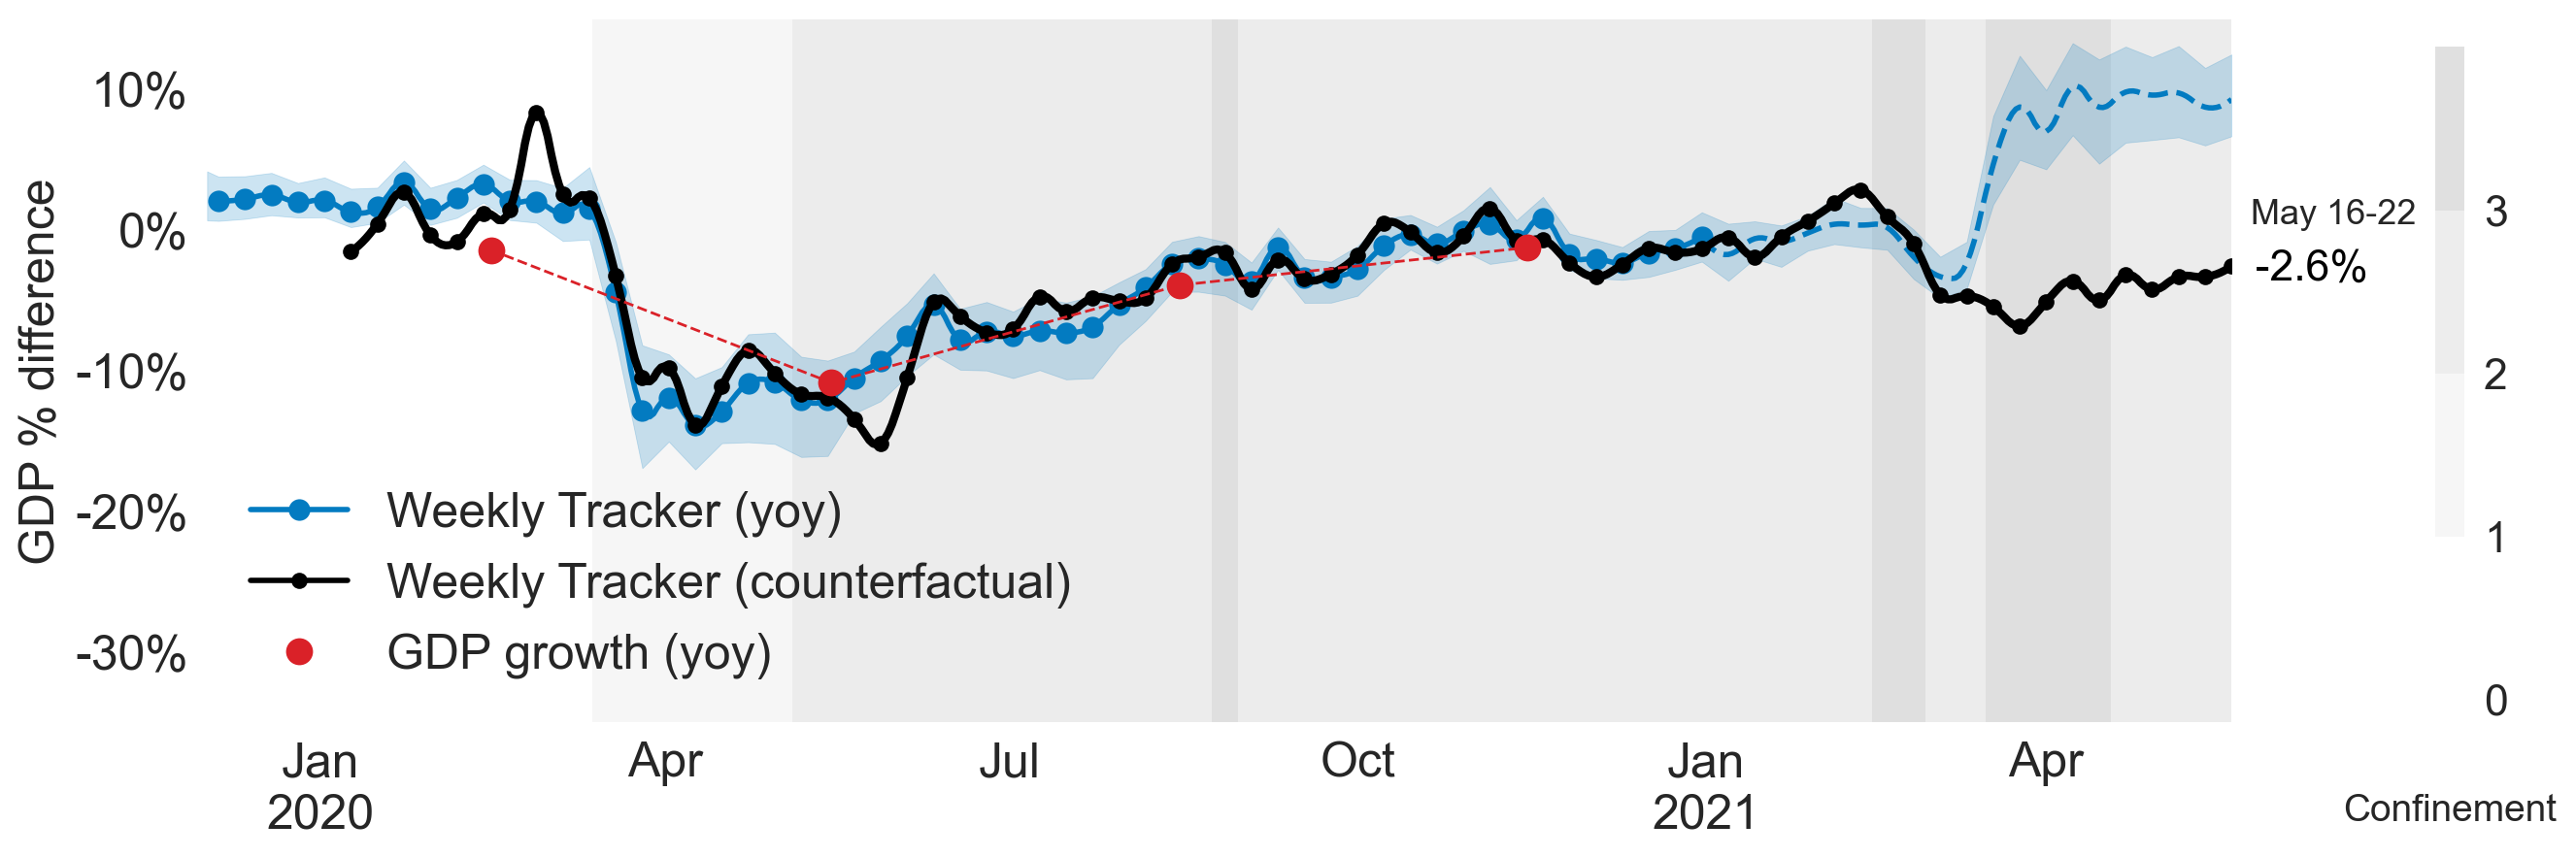 GDP % difference
10%
0%
-10%
-20%
-30%
Weekly Tracker (yoy)
Weekly Tracker (counterfactual)
GDP growth (yoy)
Jan
2020
Apr
Jul
Oct
Jan
2021
Apr
May 16-22
-2.6%
3
2
1
0
Confinement